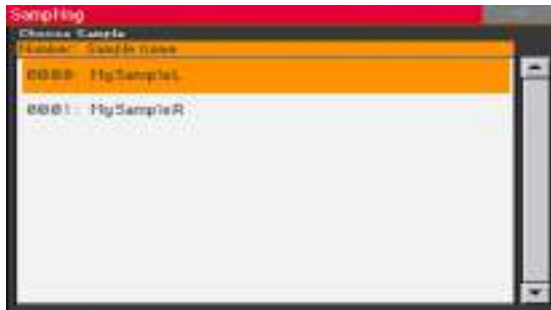 Sampling
Choose Sample
Number: Sample name
0000: MySampleL
0001: MySampleR